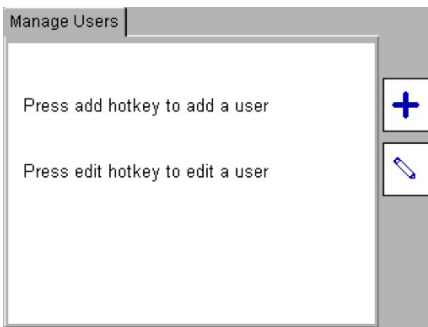 Manage Users
Press add hotkey to add a user
Press edit hotkey to edit a user